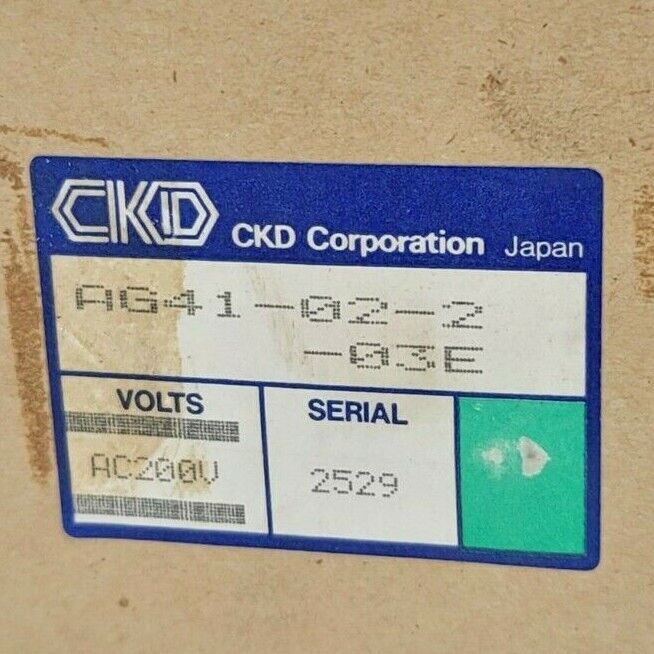 CKD CKD Corporation Japan
AG41-02-2
-03E
VOLTS SERIAL
AC200V 2529